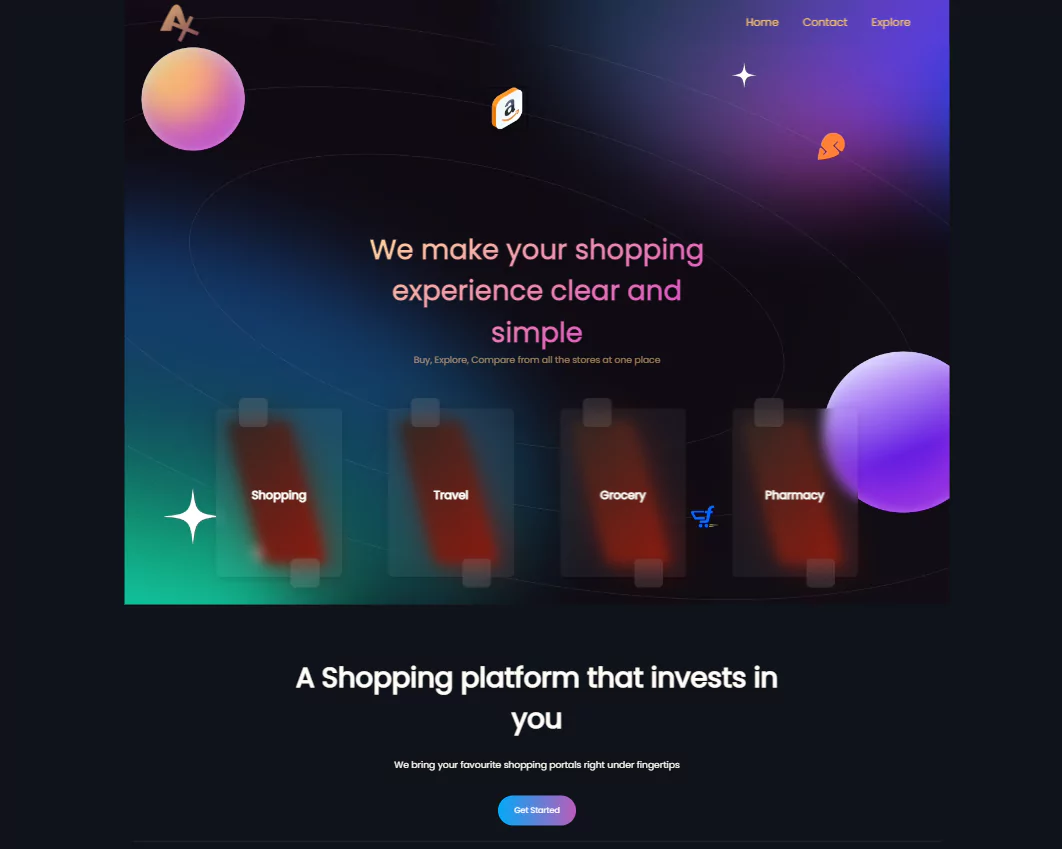 AX
Home Contact Explore
a
We make your shopping
experience clear and
simple
Buy, Explore, Compare from all the stores at one place
Shopping
Travel
Grocery
Pharmacy
f
A Shopping platform that invests in
you
We bring your favourite shopping portals right under fingertips
Get Started